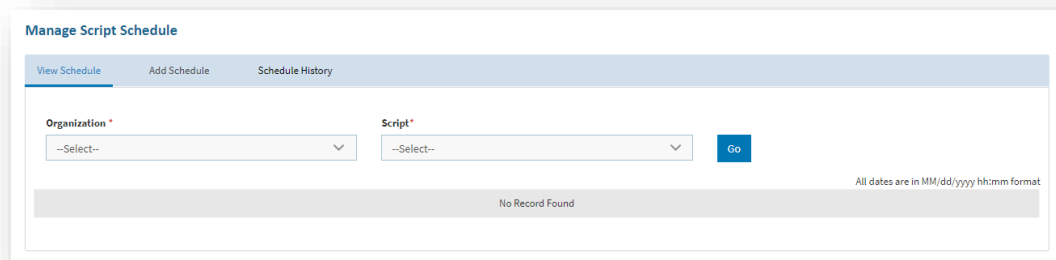 Manage Script Schedule
View Schedule Add Schedule Schedule History
Organization * Script*
--Select-- --Select-- Go
All dates are in MM/dd/yyyy hh:mm format
No Record Found